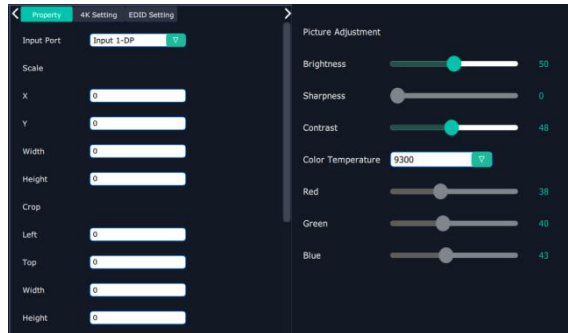 Property 4K Setting EDID Setting
Input Port Input 1-DP
Scale
X 0
Y 0
Width 0
Height 0
Crop
Left 0
Top 0
Width 0
Height 0
Picture Adjustment
Brightness 50
Sharpness 0
Contrast 48
Color Temperature 9300
Red 38
Green 40
Blue 43